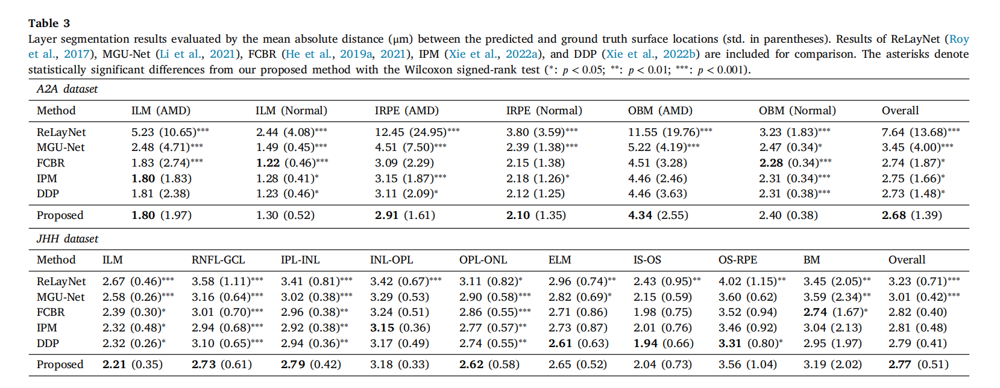 Table 3
Layer segmentation results evaluated by the mean absolute distance (μm) between the predicted and ground truth surface locations (std. in parentheses). Results of ReLayNet (Roy
et al., 2017), MGU-Net (Li et al., 2021), FCBR (He et al., 2019a, 2021), IPM (Xie et al., 2022a), and DDP (Xie et al., 2022b) are included for comparison. The asterisks denote
statistically significant differences from our proposed method with the Wilcoxon signed-rank test (*: p < 0.05; **: p < 0.01; ***: p < 0.001).
A2A dataset
Method ILM (AMD) ILM (Normal) IRPE (AMD) IRPE (Normal) OBM (AMD) OBM (Normal) Overall
ReLayNet 5.23 (10.65)*** 2.44 (4.08)*** 12.45 (24.95)*** 3.80 (3.59)*** 11.55 (19.76)*** 3.23 (1.83)*** 7.64 (13.68)***
MGU-Net 2.48 (4.71)*** 1.49 (0.45)*** 4.51 (7.50)*** 2.39 (1.38)*** 5.22 (4.19)*** 2.47 (0.34)* 3.45 (4.00)***
FCBR 1.83 (2.74)*** 1.22 (0.46)*** 3.09 (2.29) 2.15 (1.38) 4.51 (3.28) 2.28 (0.34)*** 2.74 (1.87)*
IPM 1.80 (1.83) 1.28 (0.41)* 3.15 (1.87)*** 2.18 (1.26)* 4.46 (2.46) 2.31 (0.34)*** 2.75 (1.66)*
DDP 1.81 (2.38) 1.23 (0.46)* 3.11 (2.09)* 2.12 (1.25) 4.46 (3.63) 2.31 (0.38)*** 2.73 (1.48)*
Proposed 1.80 (1.97) 1.30 (0.52) 2.91 (1.61) 2.10 (1.35) 4.34 (2.55) 2.40 (0.38) 2.68 (1.39)
JHH dataset
Method ILM RNFL-GCL IPL-INL INL-OPL OPL-ONL ELM IS-OS OS-RPE BM Overall
ReLayNet 2.67 (0.46)*** 3.58 (1.11)*** 3.41 (0.81)*** 3.42 (0.67)*** 3.11 (0.82)* 2.96 (0.74)** 2.43 (0.95)** 4.02 (1.15)** 3.45 (2.05)** 3.23 (0.71)***
MGU-Net 2.58 (0.26)*** 3.16 (0.64)*** 3.02 (0.38)*** 3.29 (0.53) 2.90 (0.58)*** 2.82 (0.69)* 2.15 (0.59) 3.60 (0.62) 3.59 (2.34)** 3.01 (0.42)***
FCBR 2.39 (0.30)* 3.01 (0.70)*** 2.96 (0.38)** 3.24 (0.51) 2.86 (0.55)*** 2.71 (0.86) 1.98 (0.75) 3.52 (0.94) 2.74 (1.67)* 2.82 (0.40)
IPM 2.32 (0.48)* 2.94 (0.68)*** 2.92 (0.38)** 3.15 (0.36) 2.77 (0.57)** 2.73 (0.87) 2.01 (0.76) 3.46 (0.92) 3.04 (2.13) 2.81 (0.48)
DDP 2.32 (0.26)* 3.10 (0.65)*** 2.94 (0.36)** 3.17 (0.49) 2.74 (0.55)** 2.61 (0.63) 1.94 (0.66) 3.31 (0.80)* 2.95 (1.97) 2.79 (0.41)
Proposed 2.21 (0.35) 2.73 (0.61) 2.79 (0.42) 3.18 (0.33) 2.62 (0.58) 2.65 (0.52) 2.04 (0.73) 3.56 (1.04) 3.19 (2.02) 2.77 (0.51)